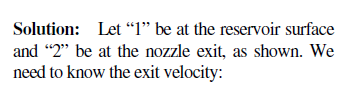 Solution: Let “1” be at the reservoir surface
and “2” be at the nozzle exit, as shown. We
need to know the exit velocity: